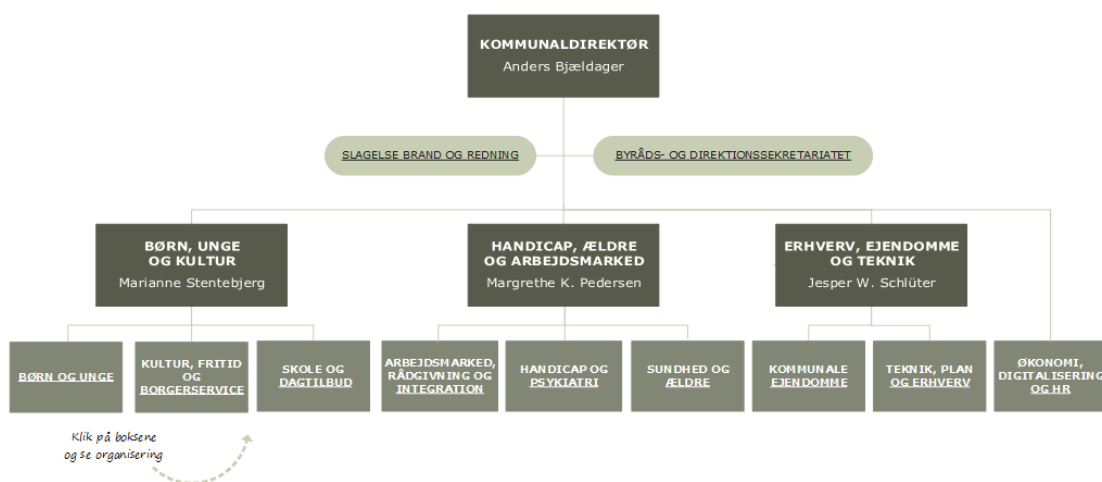 KOMMUNALDIREKTØR
Anders Bjældager
SLAGELSE BRAND OG REDNING
BYRÅDS- OG DIREKTIONSSEKRETARIATET
BØRN, UNGE
OG KULTUR
Marianne Stentebjerg
HANDICAP, ÆLDRE
OG ARBEJDSMARKED
Margrethe K. Pedersen
ERHVERV, EJENDOMME
OG TEKNIK
Jesper W. Schlüter
BØRN OG UNGE
KULTUR, FRITID
OG
BORGERSERVICE
SKOLE OG
DAGTILBUD
ARBEJDSMARKED,
RÅDGIVNING OG
INTEGRATION
HANDICAP OG
PSYKIATRI
SUNDHED OG
ÆLDRE
KOMMUNALE
EJENDOMME
TEKNIK, PLAN
OG ERHVERV
ØKONOMI,
DIGITALISERING
OG HR
Klik på boksene
og se organisering